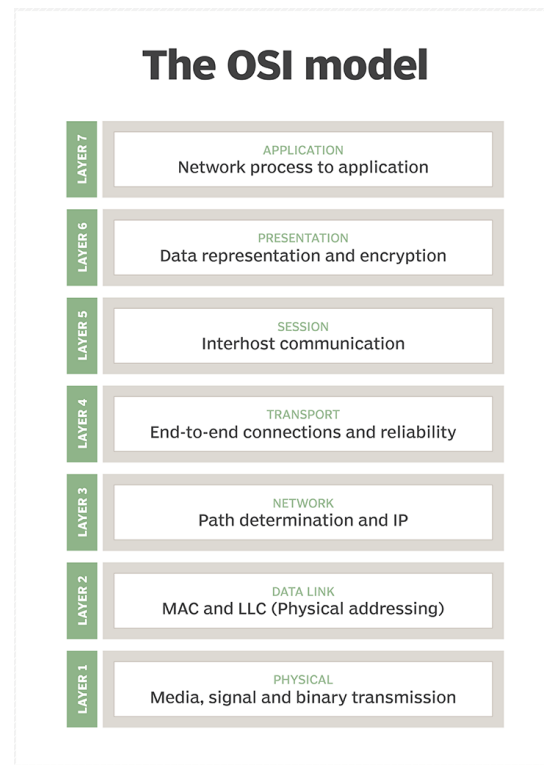 The OSI model
LAYER 7
APPLICATION
Network process to application
LAYER 6
PRESENTATION
Data representation and encryption
LAYER 5
SESSION
Interhost communication
LAYER 4
TRANSPORT
End-to-end connections and reliability
LAYER 3
NETWORK
Path determination and IP
LAYER 2
DATA LINK
MAC and LLC (Physical addressing)
LAYER 1
PHYSICAL
Media, signal and binary transmission